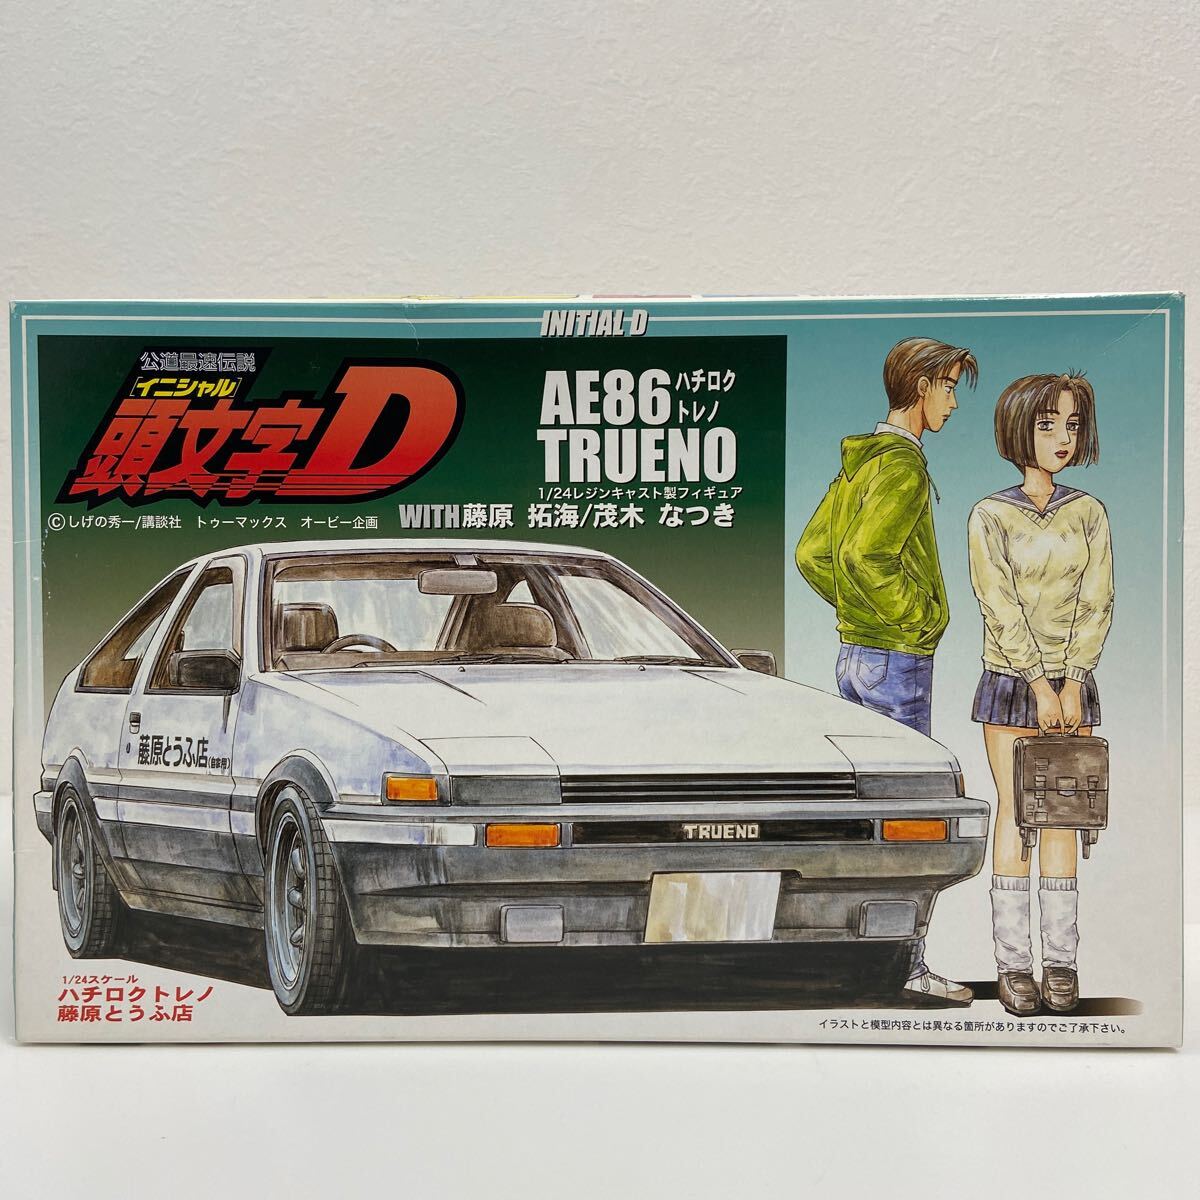 INITIAL D
公道最速伝説
[イニシャル]
頭文字D
©しげの秀一/講談社 トゥーマックス オービー企画
AE86 ハチロク
トレノ
TRUENO
1/24レジンキャスト製フィギュア
WITH藤原 拓海/茂木 なつき
藤原とうふ店(自家用)
TRUENO
1/24スケール
ハチロクトレノ
藤原とうふ店
イラストと模型内容とは異なる箇所がありますのでご了承下さい。